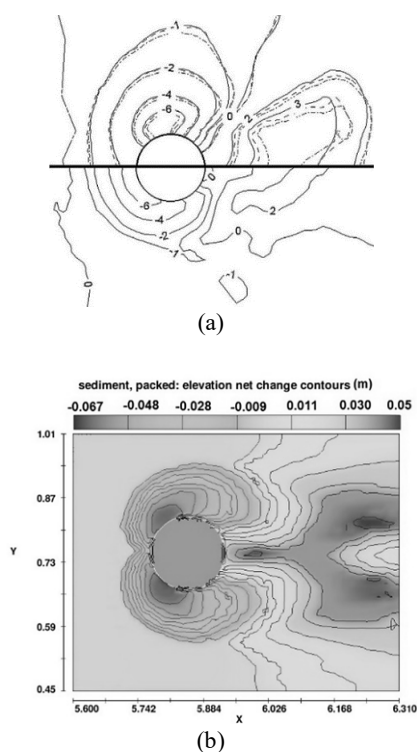 -1
-2
-4
-6
0
2
3
0
-6
-4
-2
-1
2
0
0
-1
(a)
sediment, packed: elevation net change contours (m)
-0.067 -0.048 -0.028 -0.009 0.011 0.030 0.05
1.01
0.87
Y 0.73
0.59
0.45
5.600 5.742 5.884 6.026 6.168 6.310
X
(b)